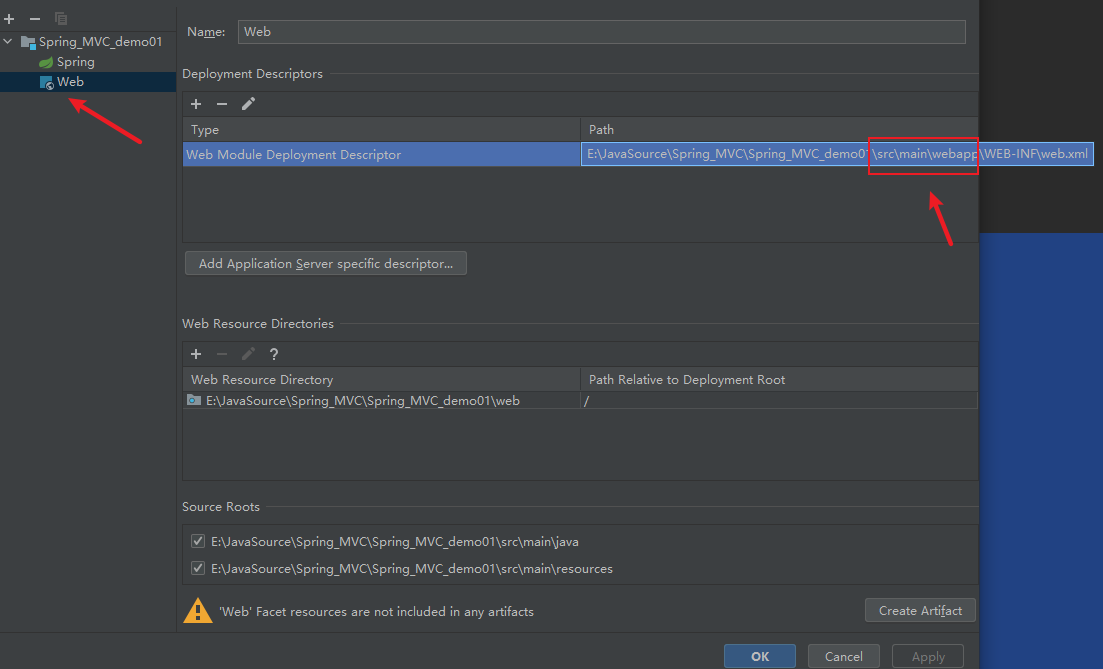 Spring_MVC_demo01
Spring
Web
Name: Web
Deployment Descriptors
Type Path
Web Module Deployment Descriptor E:\JavaSource\Spring_MVC\Spring_MVC_demo01\src\main\webapp\WEB-INF\web.xml
Add Application Server specific descriptor...
Web Resource Directories
?
Web Resource Directory Path Relative to Deployment Root
E:\JavaSource\Spring_MVC\Spring_MVC_demo01\web /
Source Roots
E:\JavaSource\Spring_MVC\Spring_MVC_demo01\src\main\java
E:\JavaSource\Spring_MVC\Spring_MVC_demo01\src\main\resources
'Web' Facet resources are not included in any artifacts Create Artifact
OK Cancel Apply